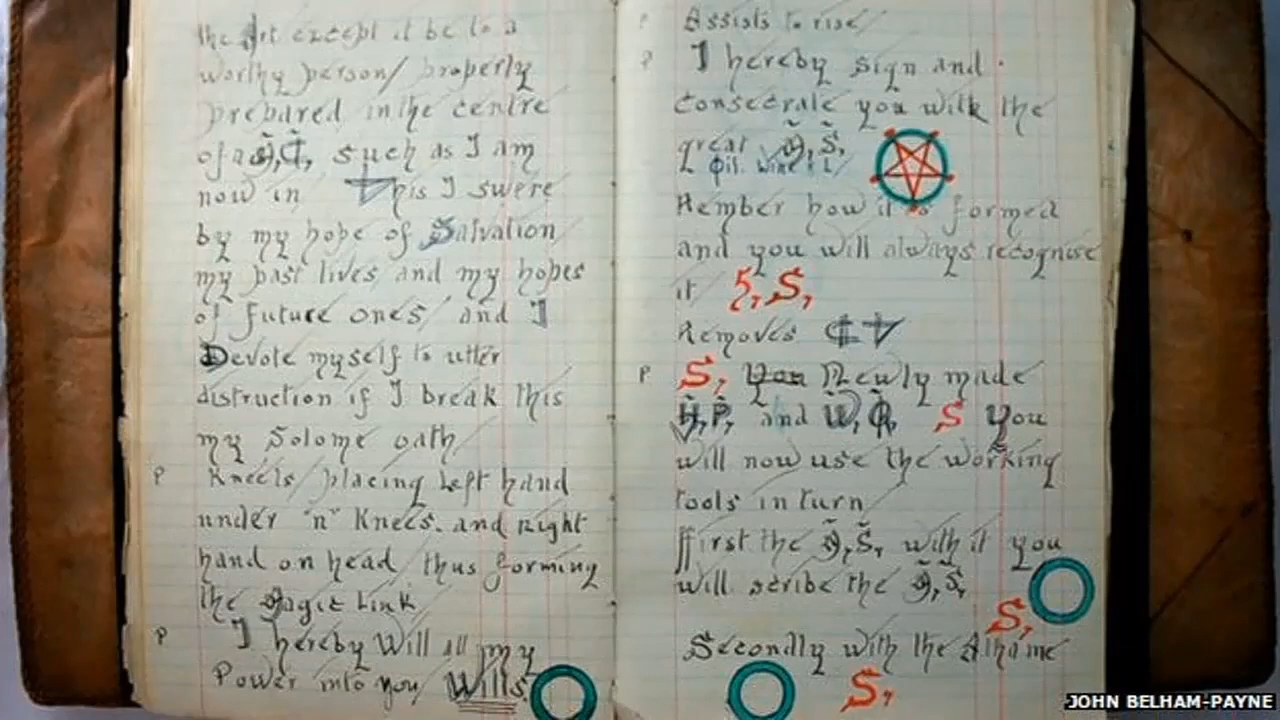 the Art except it be to a
worthy person/ properly
prepared in the centre
of a M, C, such as I am
now in This I swere
by my hope of Salvation
my past lives and my hopes
of future ones/ and I
Devote myself to utter
distruction if I break this
my Solome oath/
P Kneels/ placing Left hand
under "n" Knees. and Right
hand on head thus forming
the Magic Link
P I hereby Will all my
Power into you Wills
P Assists to rise/
P I hereby sign and
consecrate you with the
great M, S,
Oil. wine
Rember how it is formed
and you will always recognise
it S, S,
Removes
P S, You Newly made
H, P, and W, Q, S you
will now use the working
tools in turn
ffirst the M, S, with it you
will scribe the M, C,
S,
Secondly with the Athame
S,
JOHN BELHAM-PAYNE